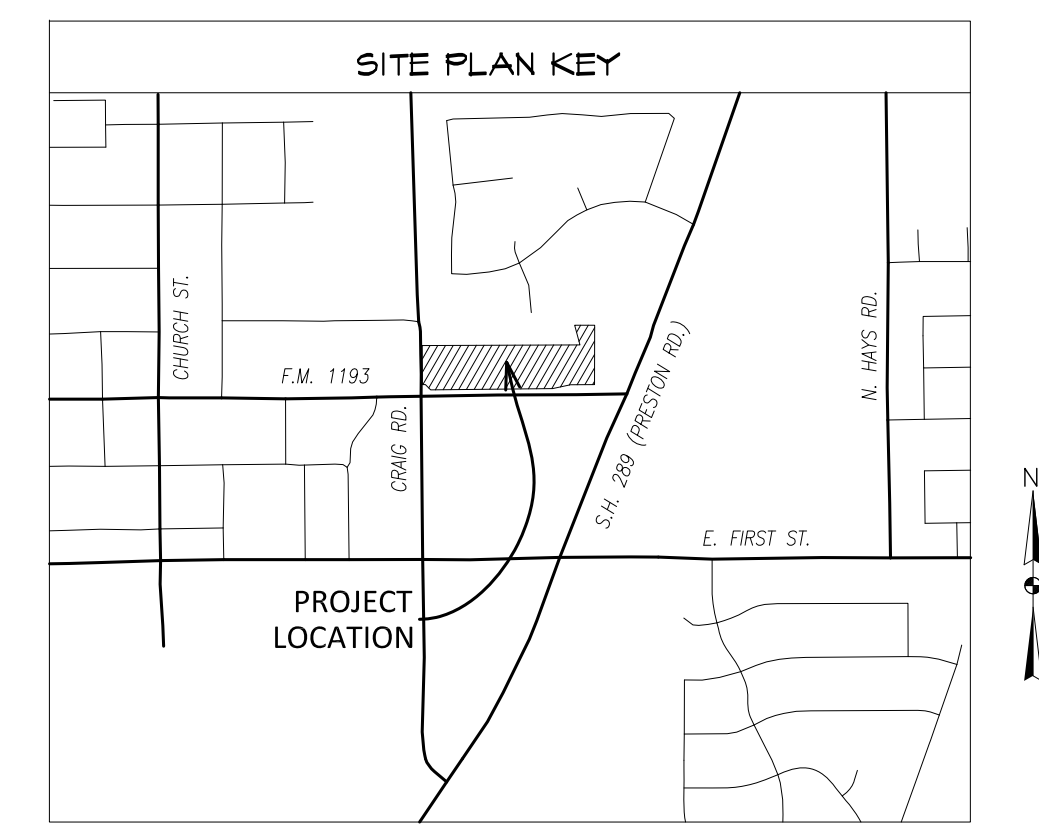 SITE PLAN KEY
CHURCH ST.
F.M. 1193
CRAIG RD.
S.H. 289 (PRESTON RD.)
N. HAYS RD.
N
E. FIRST ST.
PROJECT
LOCATION